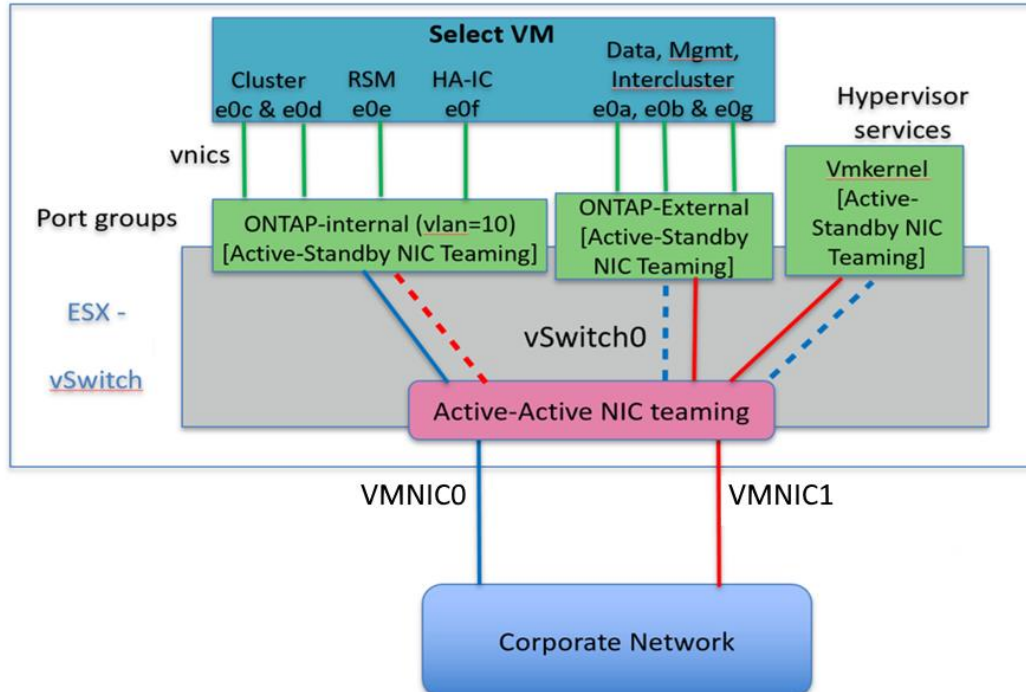 Select VM
Cluster
e0c & e0d
RSM
e0e
HA-IC
e0f
Data, Mgmt,
Intercluster
e0a, e0b & e0g
Hypervisor
services
vnics
Port groups
ONTAP-internal (vlan=10)
[Active-Standby NIC Teaming]
ONTAP-External
[Active-Standby
NIC Teaming]
Vmkernel
[Active-
Standby NIC
Teaming]
ESX -
vSwitch
vSwitch0
Active-Active NIC teaming
VMNIC0
VMNIC1
Corporate Network